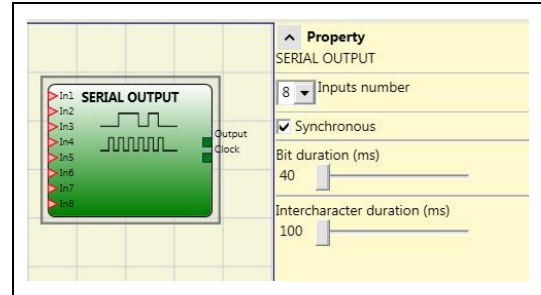 In1 SERIAL OUTPUT
In2
In3
In4
In5
In6
In7
In8
Output
Clock
Property
SERIAL OUTPUT
8 Inputs number
Synchronous
Bit duration (ms)
40
Intercharacter duration (ms)
100